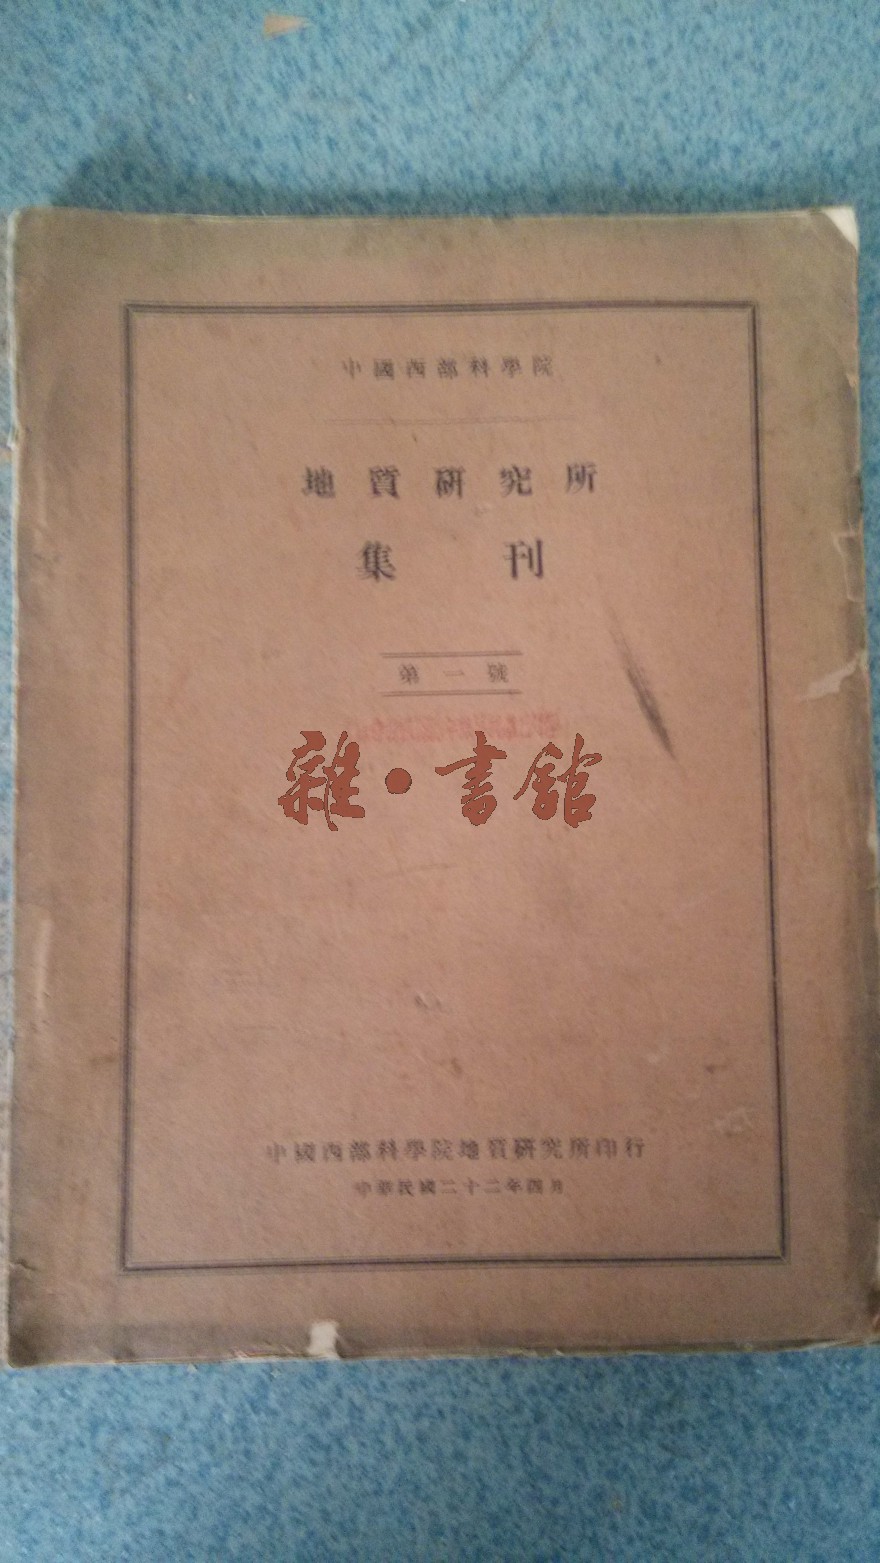 中國西部科學院
地質研究所
集刊
第一號
雜·書館
中國西部科學院地質研究所印行
中華民國二十二年四月